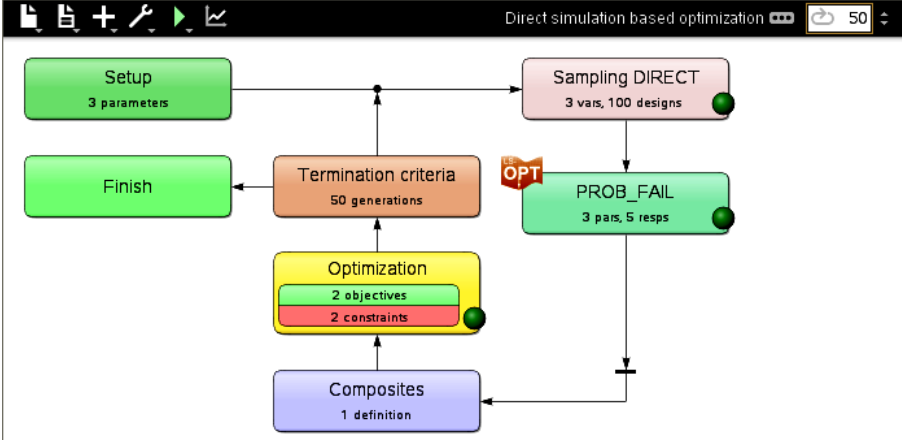 Direct simulation based optimization 50
Setup
3 parameters
Sampling DIRECT
3 vars, 100 designs
Finish
Termination criteria
50 generations
LS-
OPT
PROB_FAIL
3 pars, 5 resps
Optimization
2 objectives
2 constraints
Composites
1 definition